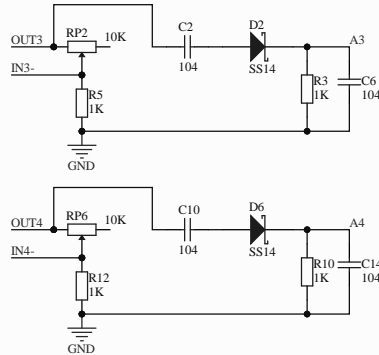 OUT3
RP2
10K
C2
104
D2
SS14
A3
IN3-
R5
1K
R3
1K
C6
104
GND
OUT4
RP6
10K
C10
104
D6
SS14
A4
IN4-
R12
1K
R10
1K
C14
104
GND